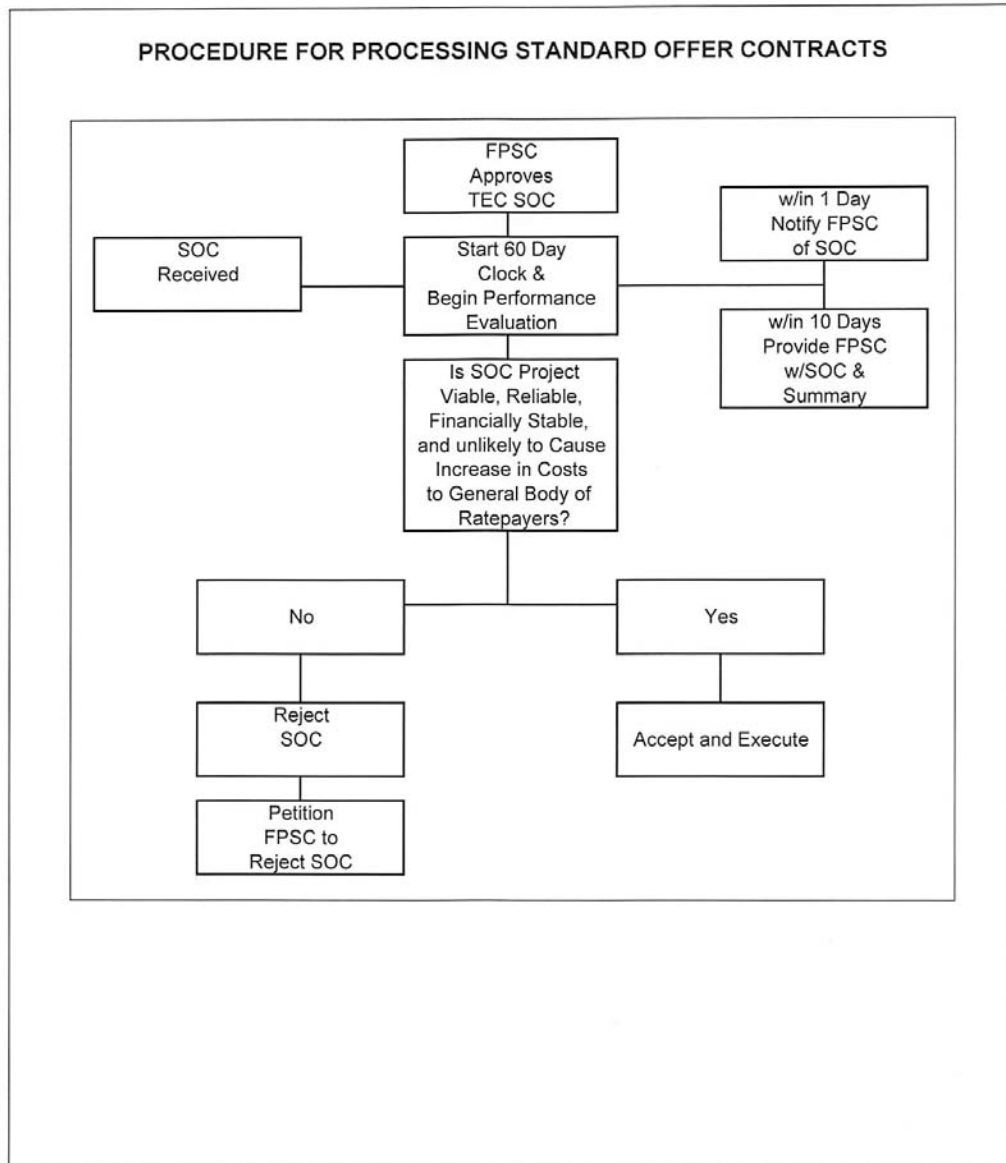 PROCEDURE FOR PROCESSING STANDARD OFFER CONTRACTS
FPSC
Approves
TEC SOC
SOC
Received
Start 60 Day
Clock &
Begin Performance
Evaluation
w/in 1 Day
Notify FPSC
of SOC
w/in 10 Days
Provide FPSC
w/SOC &
Summary
Is SOC Project
Viable, Reliable,
Financially Stable,
and unlikely to Cause
Increase in Costs
to General Body of
Ratepayers?
No
Yes
Reject
SOC
Accept and Execute
Petition
FPSC to
Reject SOC